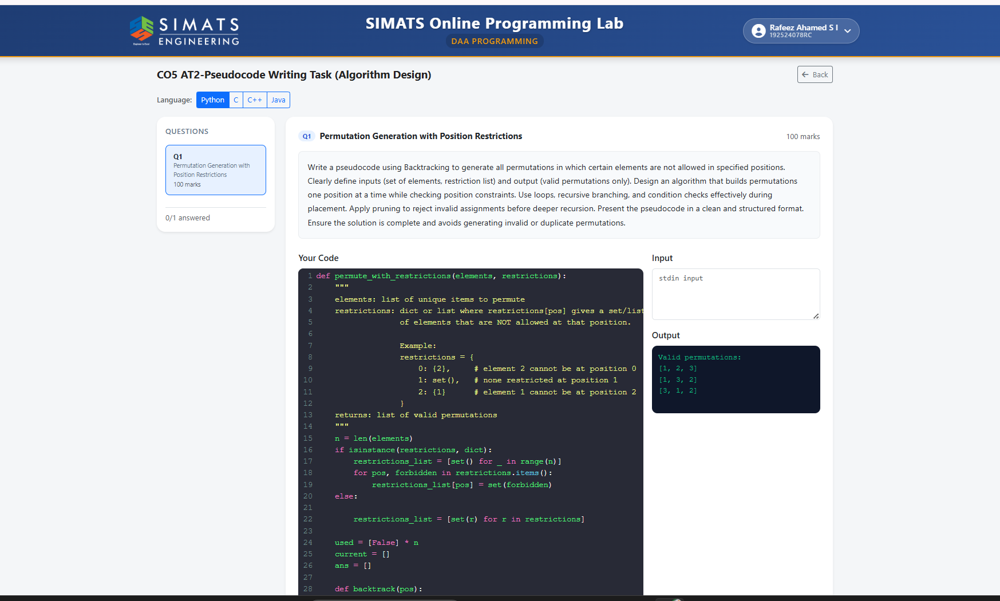 SIMATS
ENGINEERING
Engineer to Excel
SIMATS Online Programming Lab
DAA PROGRAMMING
Rafeez Ahamed S I
192524078RC
CO5 AT2-Pseudocode Writing Task (Algorithm Design)
← Back
Language: Python C C++ Java
QUESTIONS
Q1
Permutation Generation with
Position Restrictions
100 marks
0/1 answered
Q1 Permutation Generation with Position Restrictions
100 marks
Write a pseudocode using Backtracking to generate all permutations in which certain elements are not allowed in specified positions.
Clearly define inputs (set of elements, restriction list) and output (valid permutations only). Design an algorithm that builds permutations
one position at a time while checking position constraints. Use loops, recursive branching, and condition checks effectively during
placement. Apply pruning to reject invalid assignments before deeper recursion. Present the pseudocode in a clean and structured format.
Ensure the solution is complete and avoids generating invalid or duplicate permutations.
Your Code
1 def permute_with_restrictions(elements, restrictions):
2 """
3 elements: list of unique items to permute
4 restrictions: dict or list where restrictions[pos] gives a set/list
5 of elements that are NOT allowed at that position.
6
7 Example:
8 restrictions = {
9 0: {2}, # element 2 cannot be at position 0
10 1: set(), # none restricted at position 1
11 2: {1} # element 1 cannot be at position 2
12 }
13 returns: list of valid permutations
14 """
15 n = len(elements)
16 if isinstance(restrictions, dict):
17 restrictions_list = [set() for _ in range(n)]
18 for pos, forbidden in restrictions.items():
19 restrictions_list[pos] = set(forbidden)
20 else:
21
22 restrictions_list = [set(r) for r in restrictions]
23
24 used = [False] * n
25 current = []
26 ans = []
27
28 def backtrack(pos):
Input
stdin input
Output
Valid permutations:
[1, 2, 3]
[1, 3, 2]
[3, 1, 2]